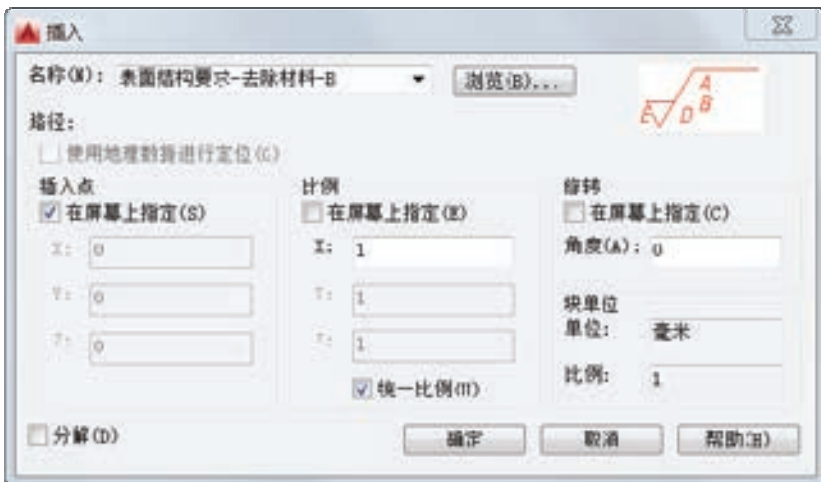 插入
名称(N): 表面结构要求-去除材料-B 浏览(B)...
A
E D B
路径:
使用地理数据进行定位(G)
插入点 比例 旋转
在屏幕上指定(S) 在屏幕上指定(E) 在屏幕上指定(C)
X: 0 X: 1 角度(A): 0
Y: 0 Y: 1
块单位
单位: 毫米
Z: 0 Z: 1
比例: 1
统一比例(U)
分解(D) 确定 取消 帮助(H)